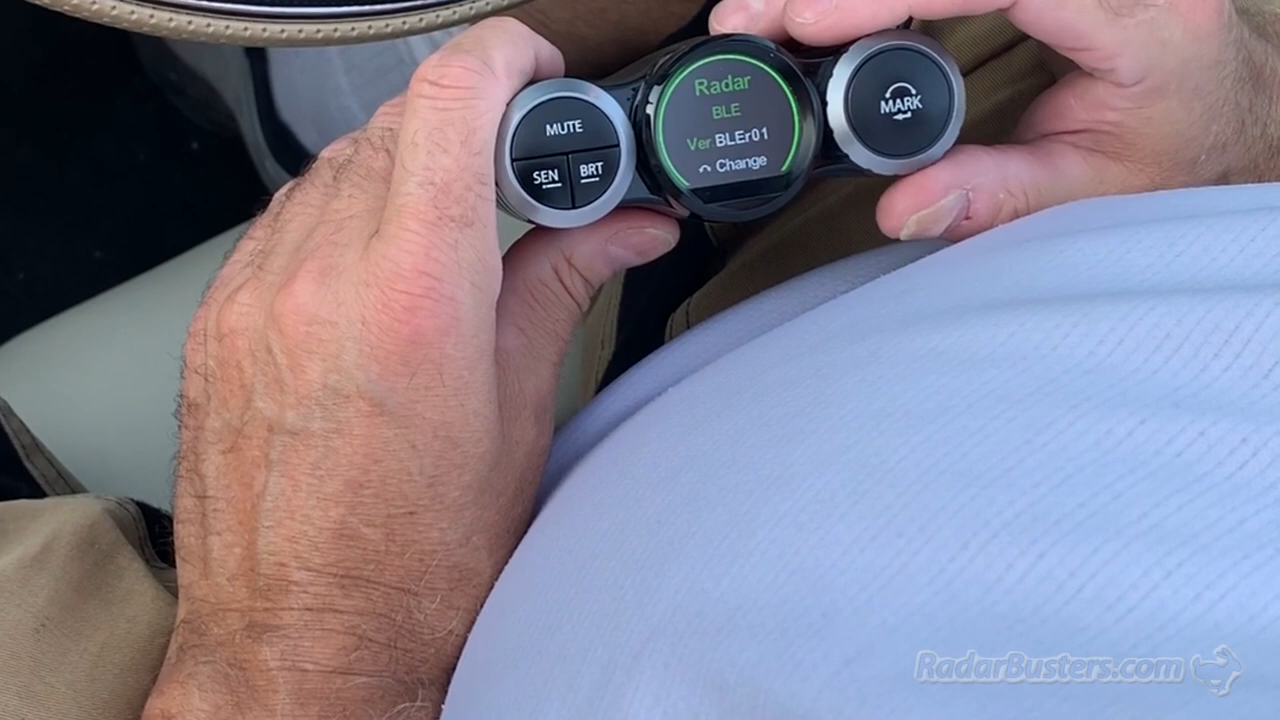 MUTE
SEN
BRT
Radar
BLE
Ver BLEr01
Change
MARK
RadarBusters.com